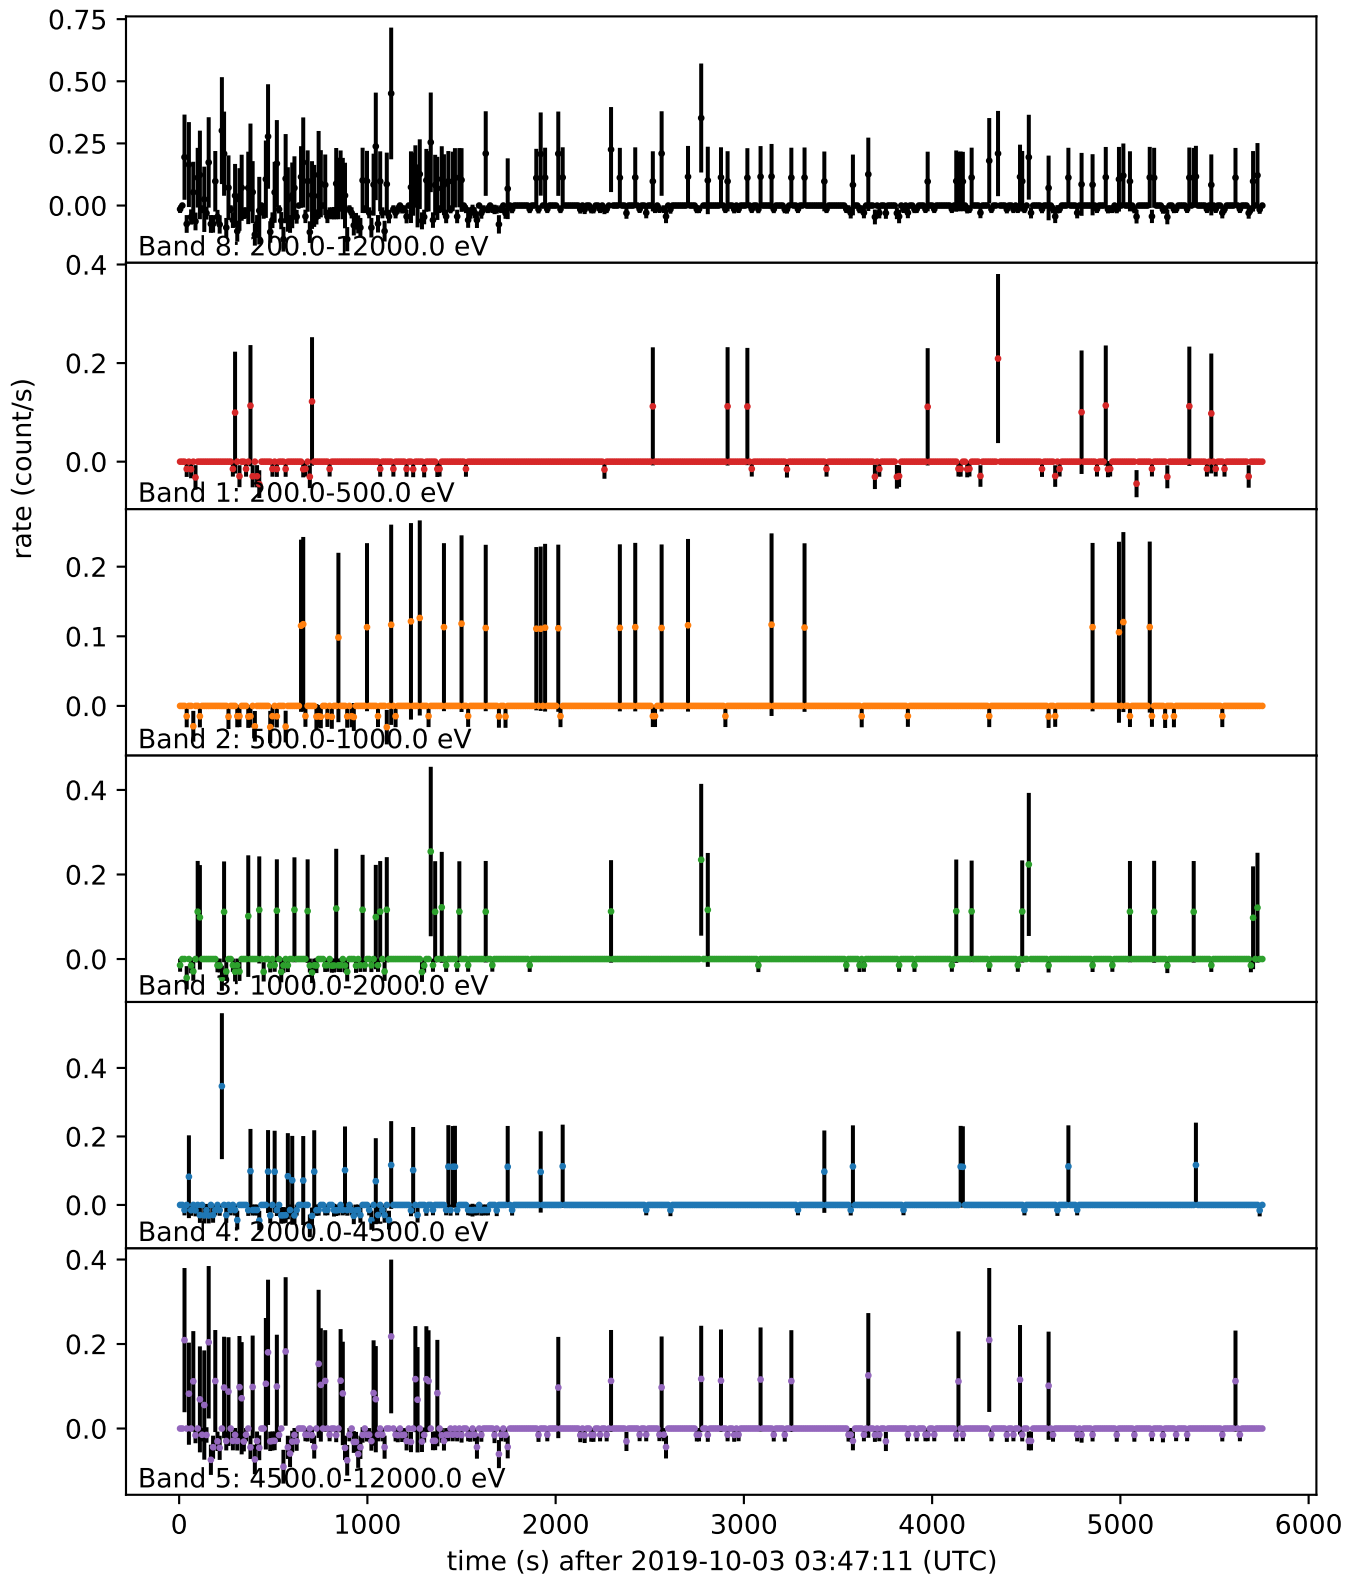 0.75
0.50
0.25
0.00
Band 8: 200.0-12000.0 eV
0.4
0.2
0.0
Band 1: 200.0-500.0 eV
rate (count/s)
0.2
0.1
0.0
Band 2: 500.0-1000.0 eV
0.4
0.2
0.0
Band 3: 1000.0-2000.0 eV
0.4
0.2
0.0
Band 4: 2000.0-4500.0 eV
0.4
0.2
0.0
Band 5: 4500.0-12000.0 eV
0 1000 2000 3000 4000 5000 6000
time (s) after 2019-10-03 03:47:11 (UTC)